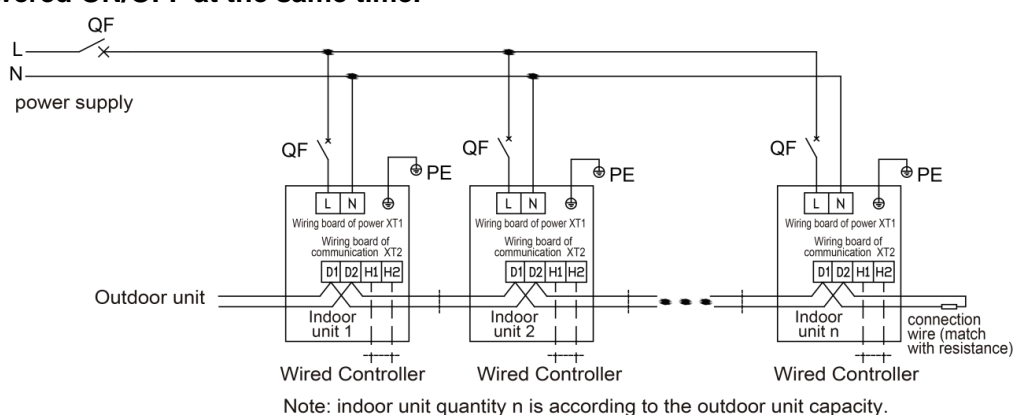 ON/OFF at the same time.
QF
L
N
power supply
QF
PE
QF
PE
QF
PE
L N
L N
L N
Wiring board of power XT1
Wiring board of power XT1
Wiring board of power XT1
Wiring board of
communication XT2
Wiring board of
communication XT2
Wiring board of
communication XT2
D1 D2 H1 H2
D1 D2 H1 H2
D1 D2 H1 H2
Outdoor unit
Indoor
unit 1
Indoor
unit 2
Indoor
unit n
connection
wire (match
with resistance)
Wired Controller
Wired Controller
Wired Controller
Note: indoor unit quantity n is according to the outdoor unit capacity.